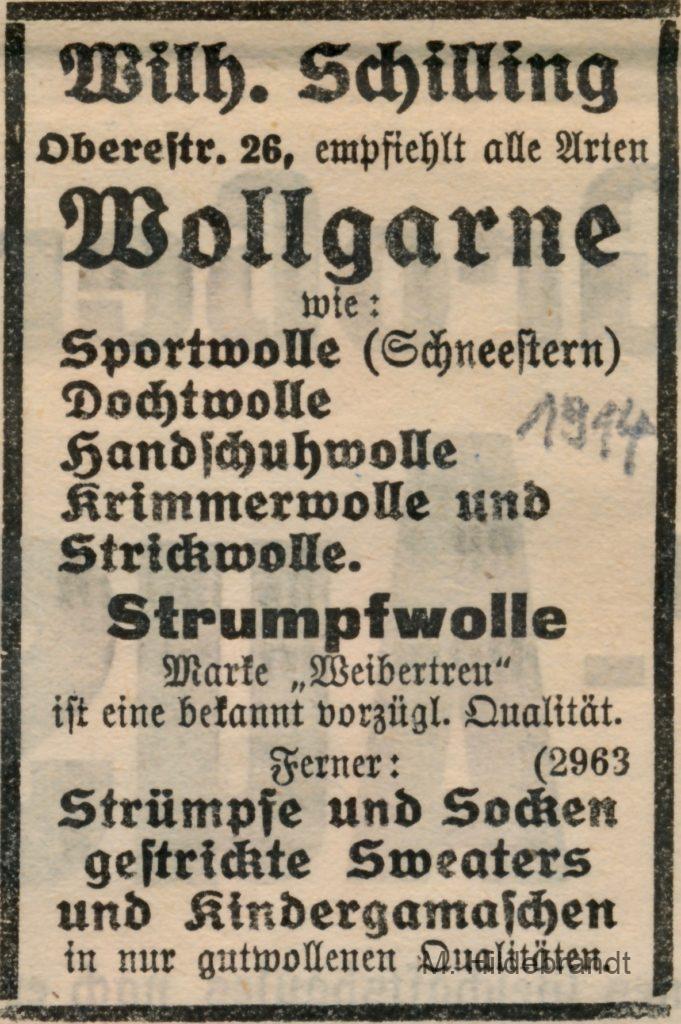 Wilh. Schilling
Oberestr. 26, empfiehlt alle Arten
Wollgarne
wie:
Sportwolle (Schneestern)
Dochtwolle
1914
Handschuhwolle
Krimmerwolle und
Strickwolle.
Strumpfwolle
Marke „Weibertreu“
ist eine bekannt vorzügl. Qualität.
Ferner: (2963
Strümpfe und Socken
gestrickte Sweaters
und Kindergamaschen
in nur gutwollenen Qualitäten.
M. Hildebrandt